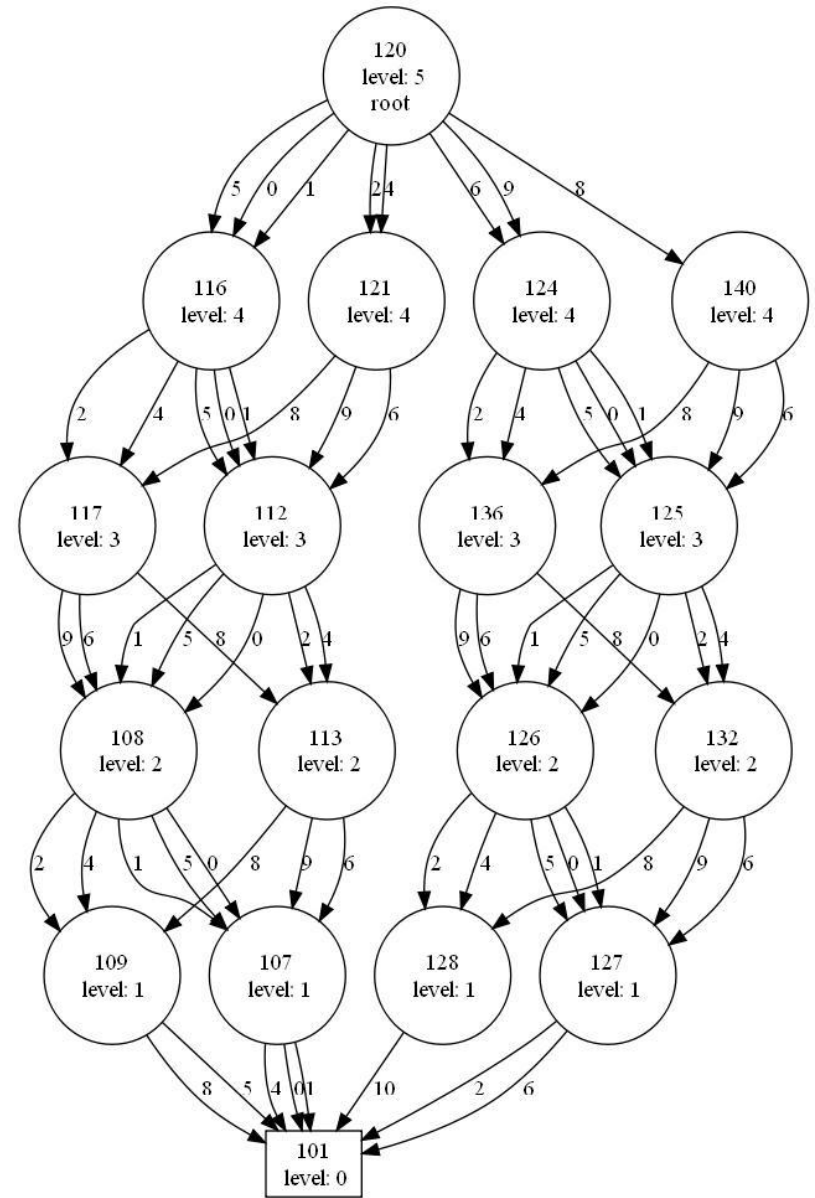 120
level: 5
root
5 0 1 2 4 6 9 8
116
level: 4
121
level: 4
124
level: 4
140
level: 4
2 4 5 0 1 8 9 6 2 4 5 0 1 8 9 6
117
level: 3
112
level: 3
136
level: 3
125
level: 3
9 6 1 5 8 0 2 4 9 6 1 5 8 0 2 4
108
level: 2
113
level: 2
126
level: 2
132
level: 2
2 4 1 5 0 8 9 6 2 4 5 0 1 8 9 6
109
level: 1
107
level: 1
128
level: 1
127
level: 1
8 5 4 0 1 10 2 6
101
level: 0